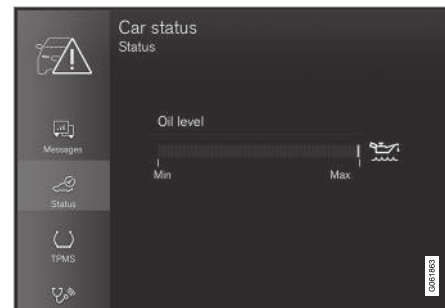 Car status
Status
Oil level
Min Max
Messages
Status
TPMS
G061863